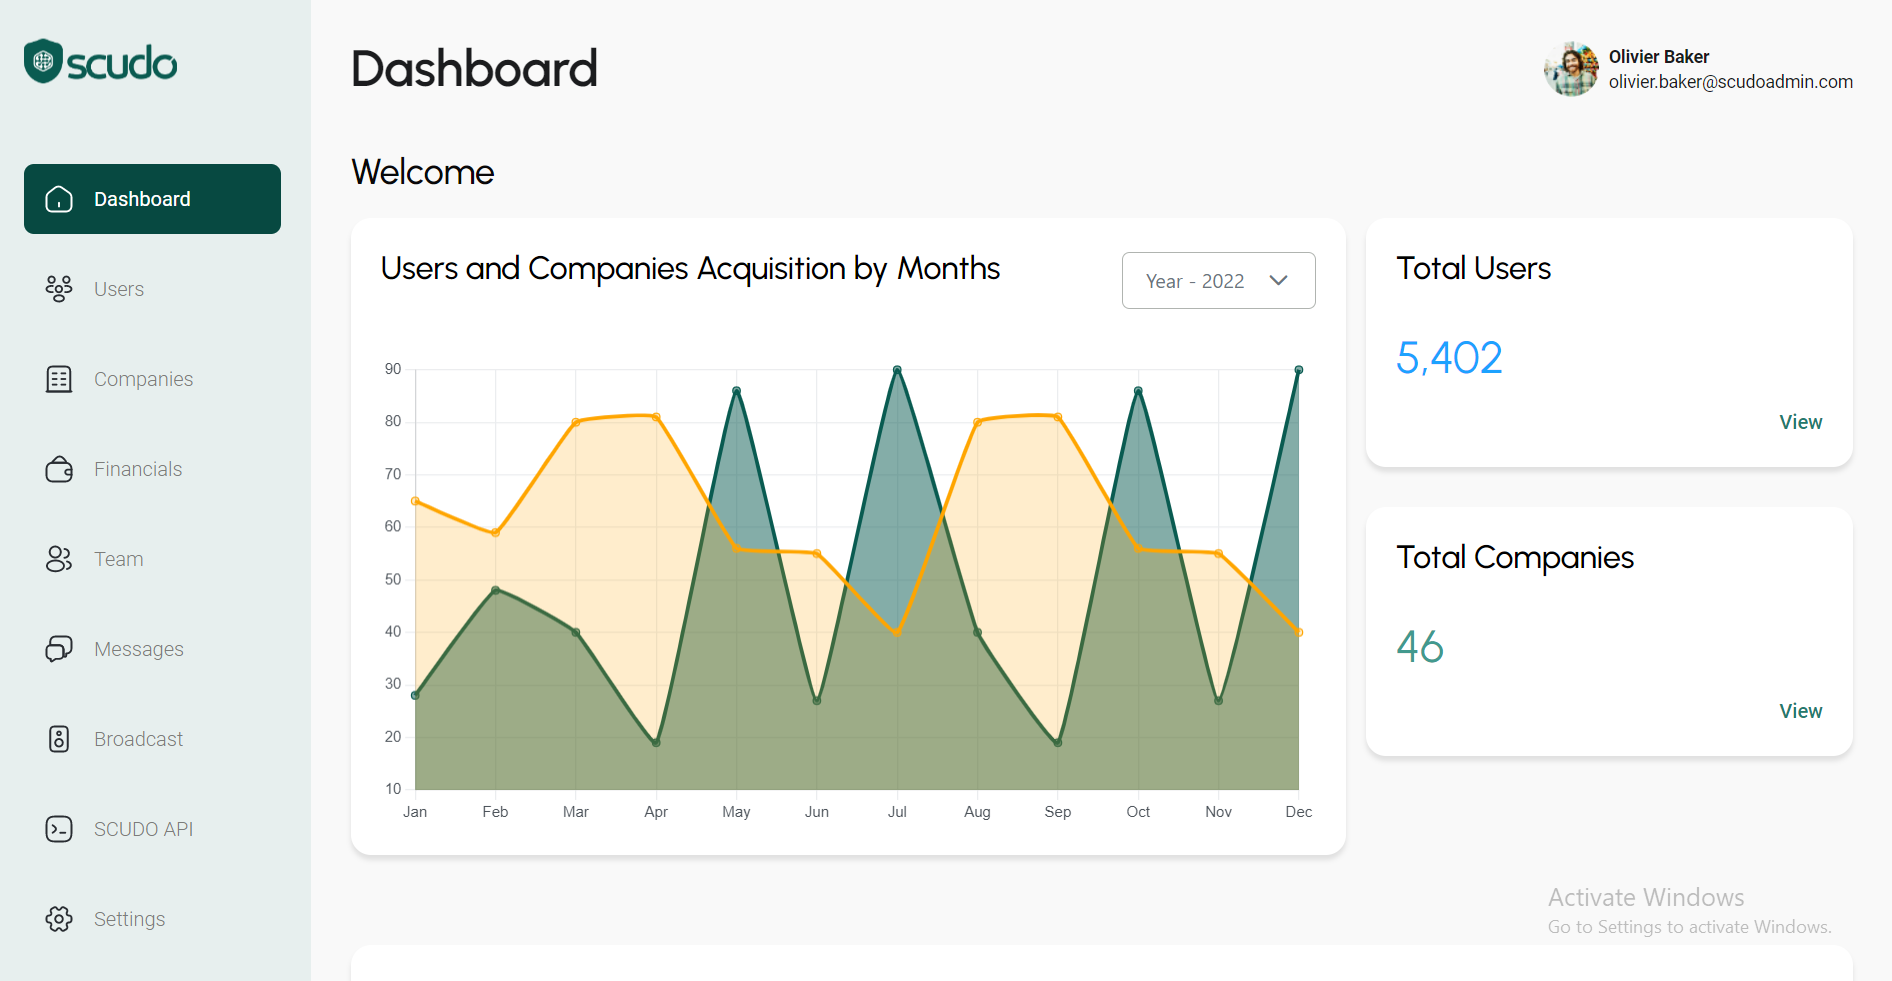 scudo
Dashboard
Users
Companies
Financials
Team
Messages
Broadcast
SCUDO API
Settings
Dashboard
Olivier Baker
olivier.baker@scudoadmin.com
Welcome
Users and Companies Acquisition by Months
Year - 2022
90
80
70
60
50
40
30
20
10
Jan Feb Mar Apr May Jun Jul Aug Sep Oct Nov Dec
Total Users
5,402
View
Total Companies
46
View
Activate Windows
Go to Settings to activate Windows.